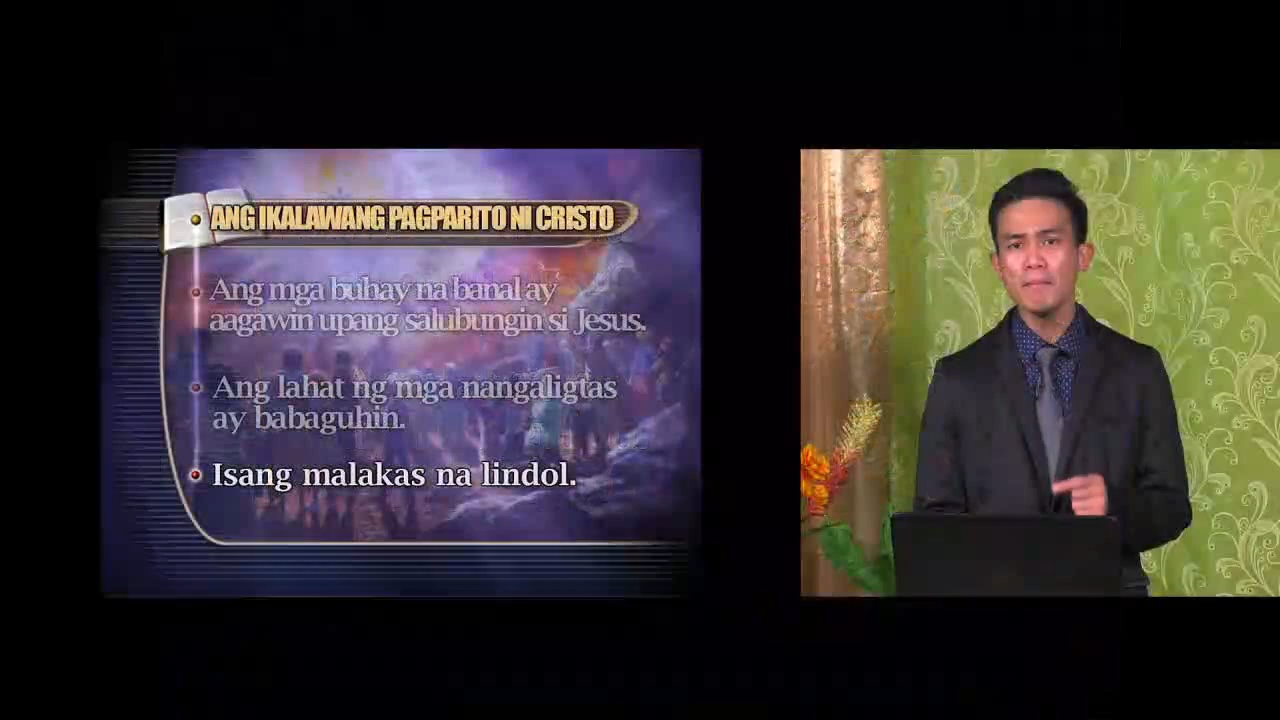 ANG IKALAWANG PAGPARITO NI CRISTO
Ang mga buhay na banal ay
aagawin upang salubungin si Jesus.
Ang lahat ng mga nangaligtas
ay babaguhin.
Isang malakas na lindol.